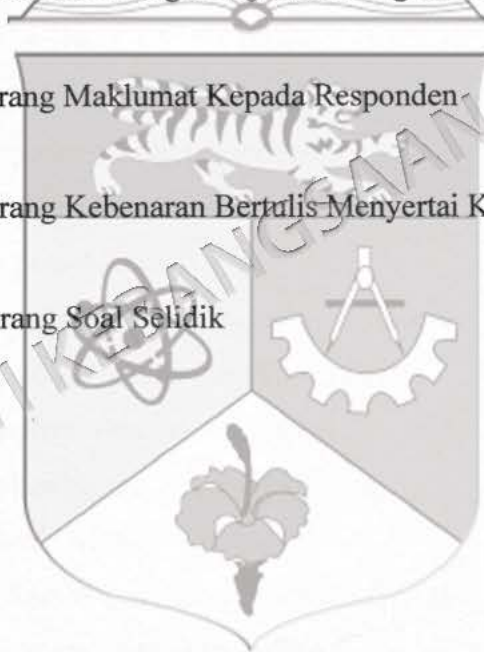 rang Maklumat Kepada Responden
rang Kebenaran Bertulis Menyertai K
rang Soal Selidik